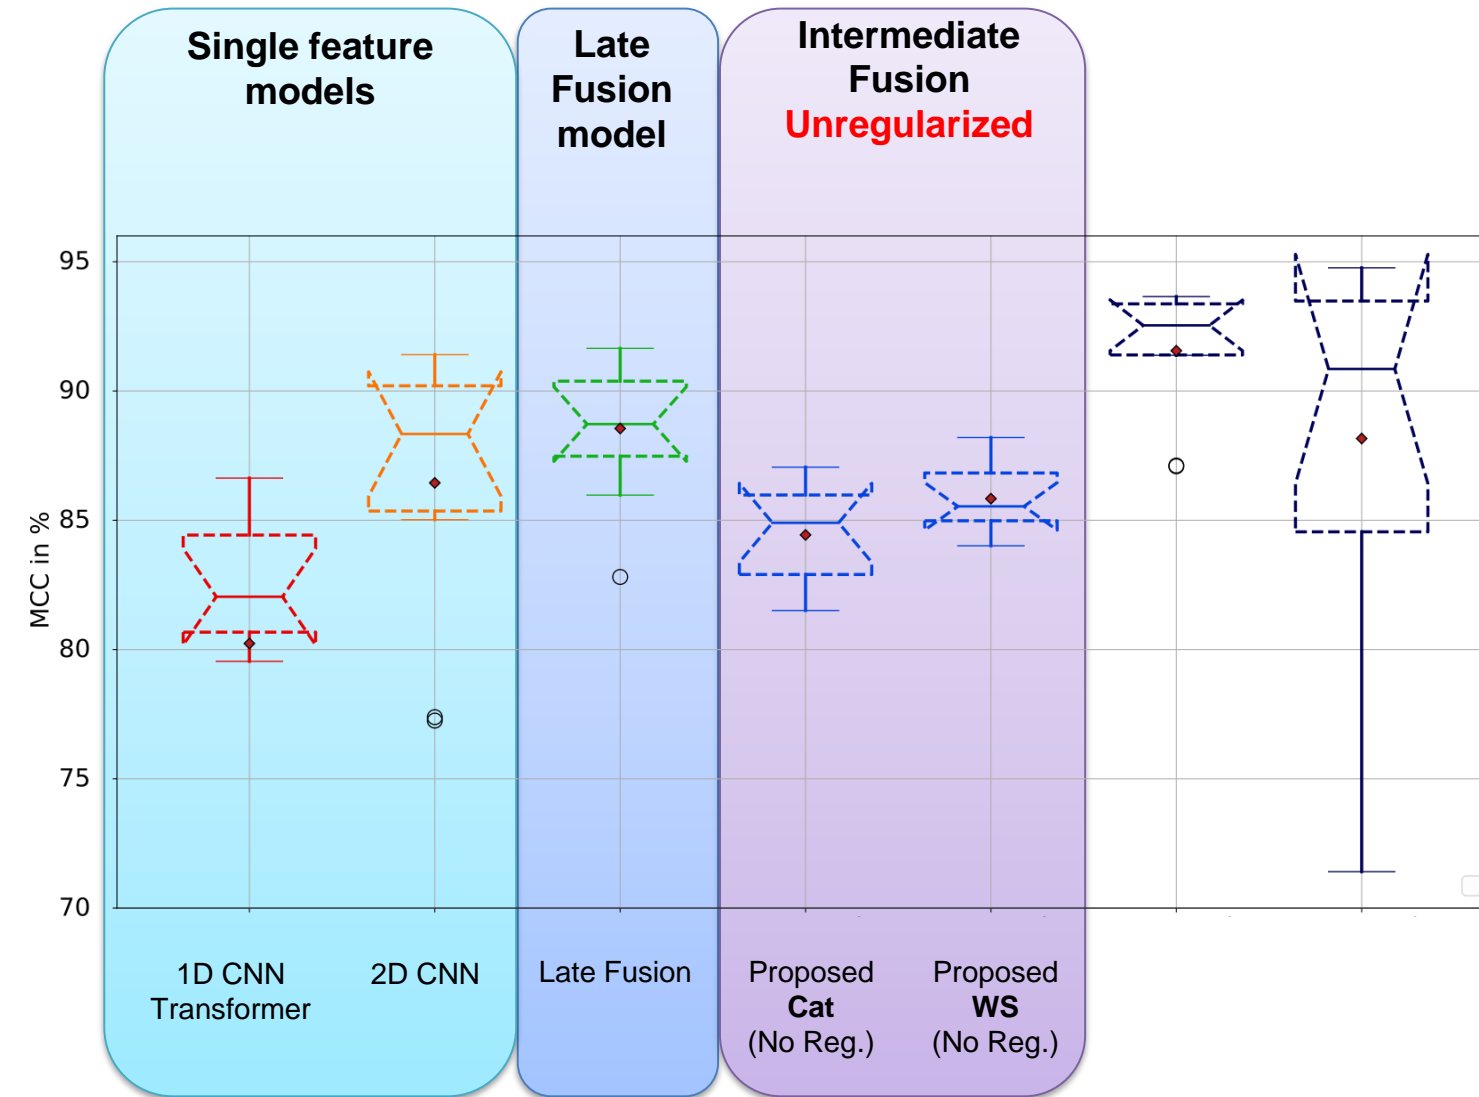 Single feature
models
Late
Fusion
model
Intermediate
Fusion
Unregularized
MCC in %
95
90
85
80
75
70
1D CNN
Transformer
2D CNN
Late Fusion
Proposed
Cat
(No Reg.)
Proposed
WS
(No Reg.)